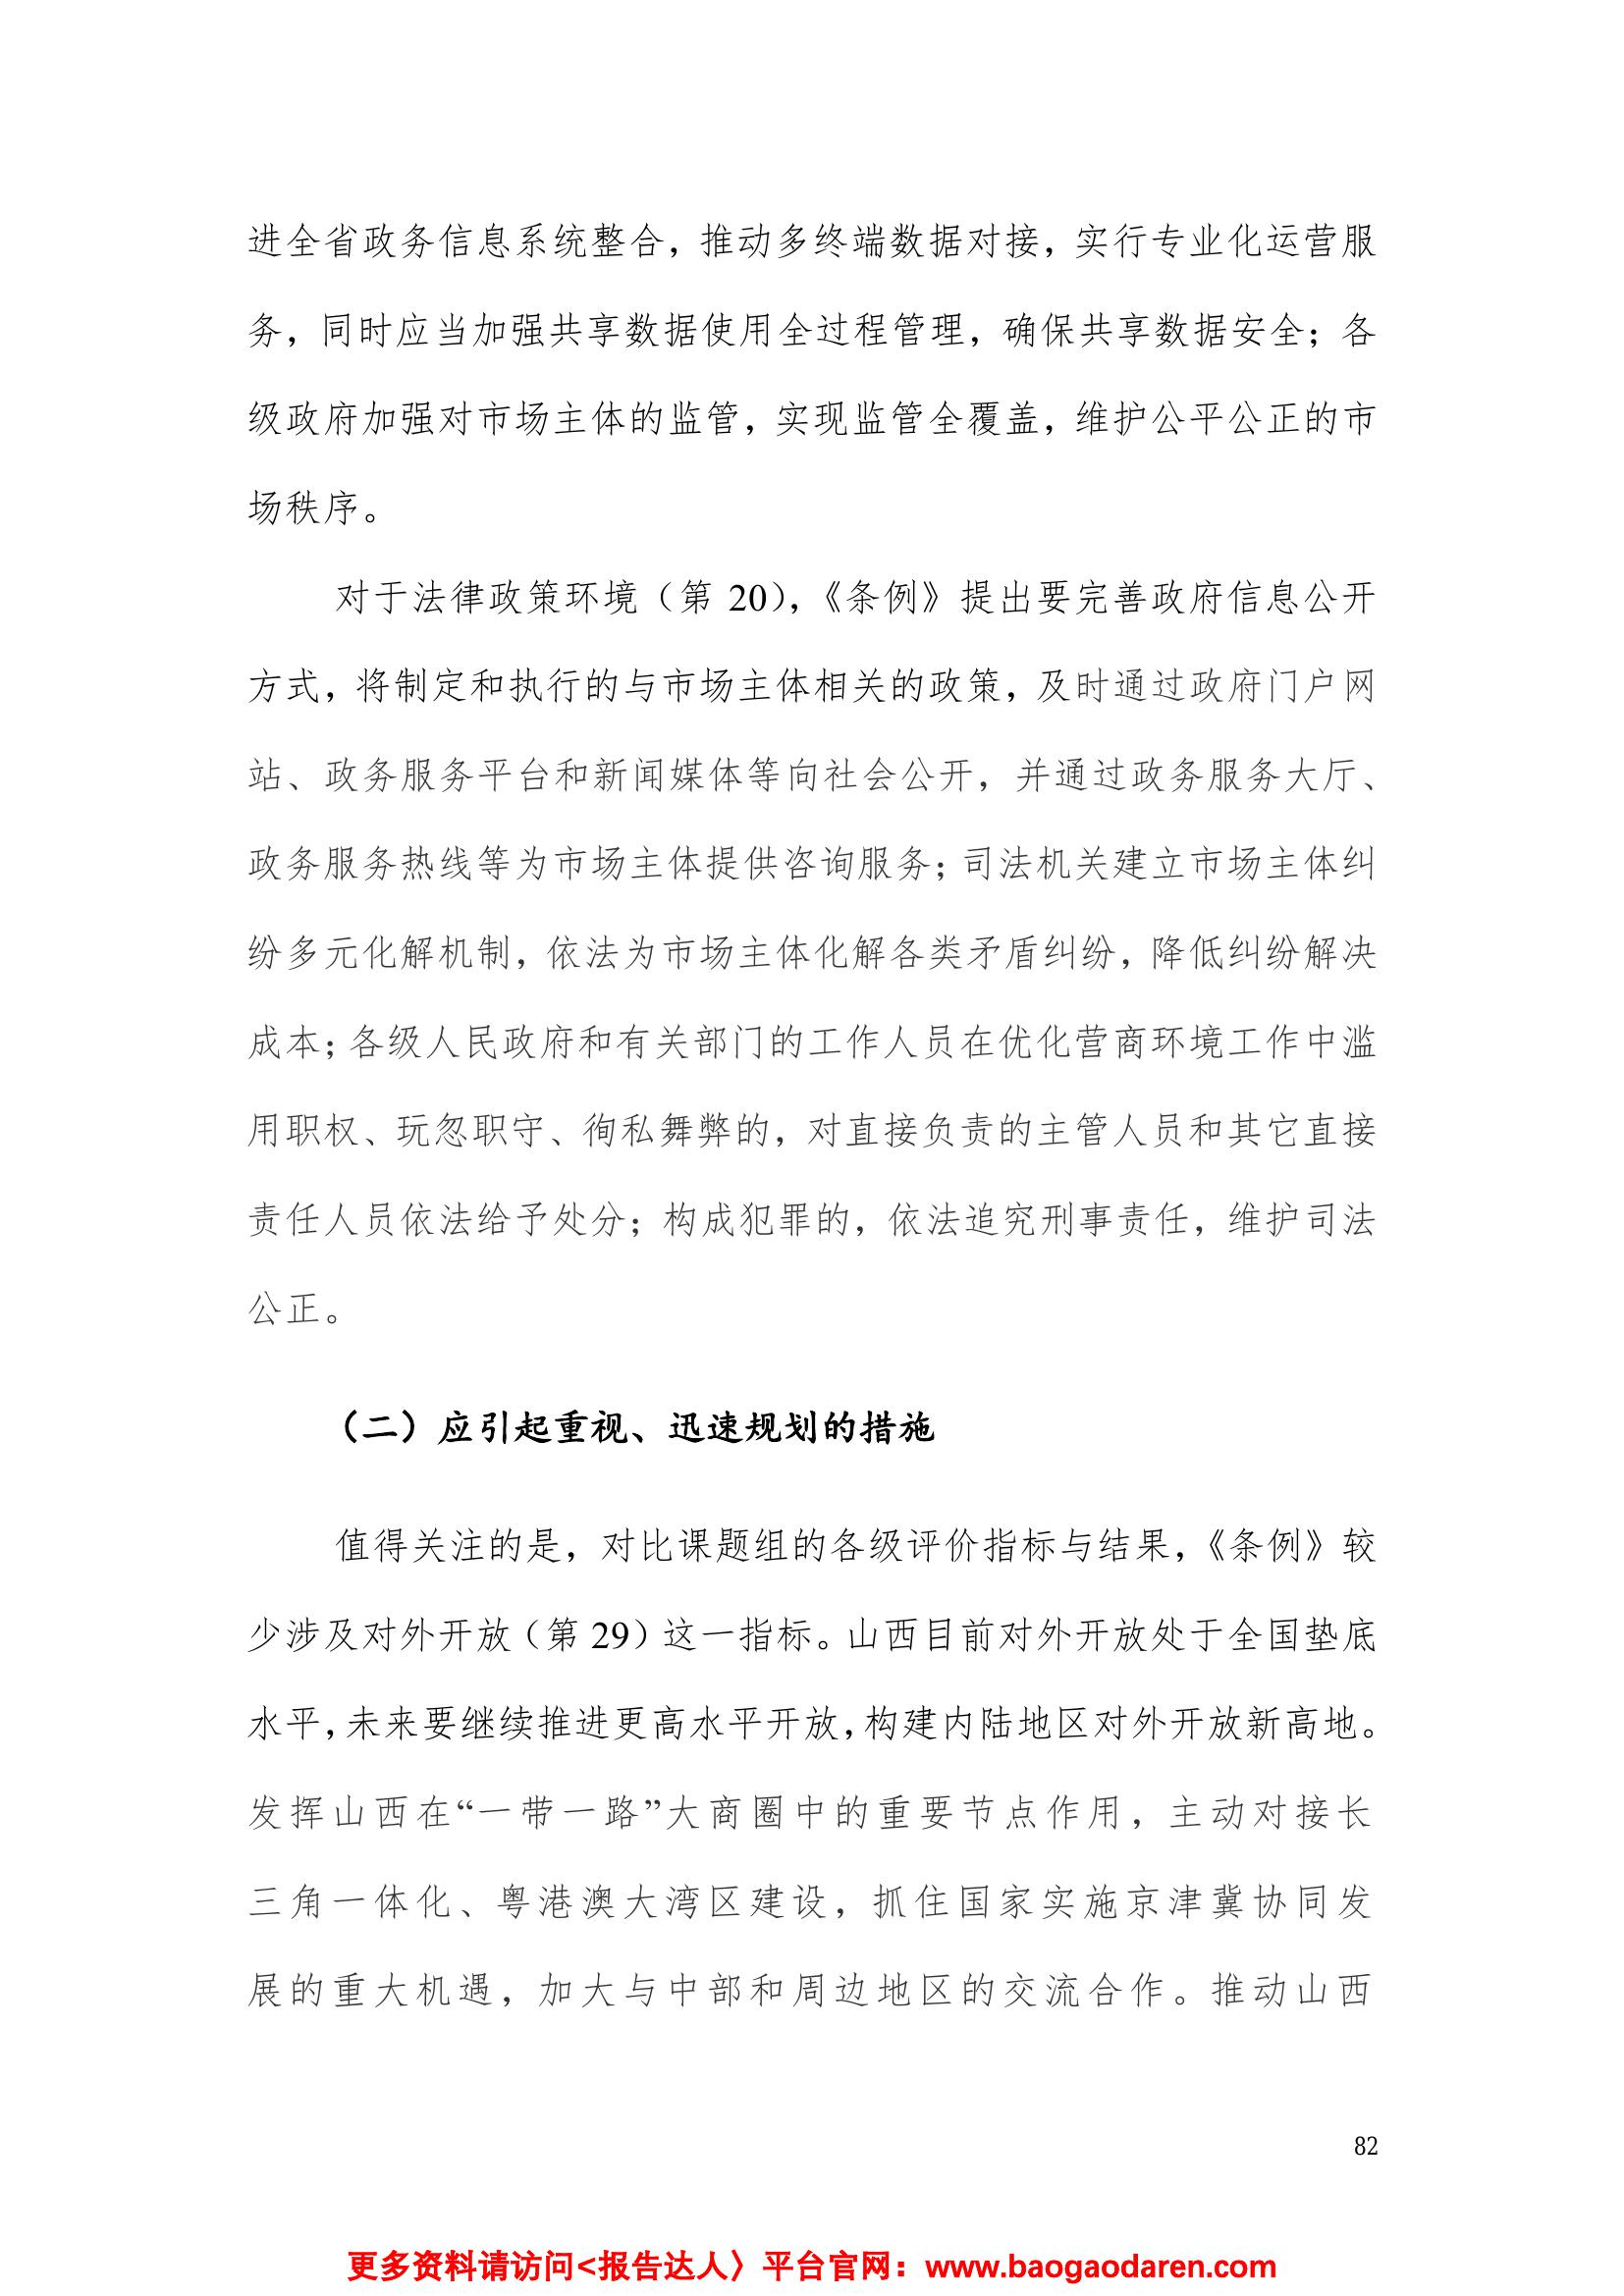 进全省政务信息系统整合，推动多终端数据对接，实行专业化运营服
务，同时应当加强共享数据使用全过程管理，确保共享数据安全；各
级政府加强对市场主体的监管，实现监管全覆盖，维护公平公正的市
场秩序。
对于法律政策环境（第 20），《条例》提出要完善政府信息公开
方式，将制定和执行的与市场主体相关的政策，及时通过政府门户网
站、政务服务平台和新闻媒体等向社会公开，并通过政务服务大厅、
政务服务热线等为市场主体提供咨询服务；司法机关建立市场主体纠
纷多元化解机制，依法为市场主体化解各类矛盾纠纷，降低纠纷解决
成本；各级人民政府和有关部门的工作人员在优化营商环境工作中滥
用职权、玩忽职守、徇私舞弊的，对直接负责的主管人员和其它直接
责任人员依法给予处分；构成犯罪的，依法追究刑事责任，维护司法
公正。
（二）应引起重视、迅速规划的措施
值得关注的是，对比课题组的各级评价指标与结果，《条例》较
少涉及对外开放（第 29）这一指标。山西目前对外开放处于全国垫底
水平，未来要继续推进更高水平开放，构建内陆地区对外开放新高地。
发挥山西在“一带一路”大商圈中的重要节点作用，主动对接长
三角一体化、粤港澳大湾区建设，抓住国家实施京津冀协同发
展的重大机遇，加大与中部和周边地区的交流合作。推动山西
82
更多资料请访问<报告达人〉平台官网：www.baogaodaren.com